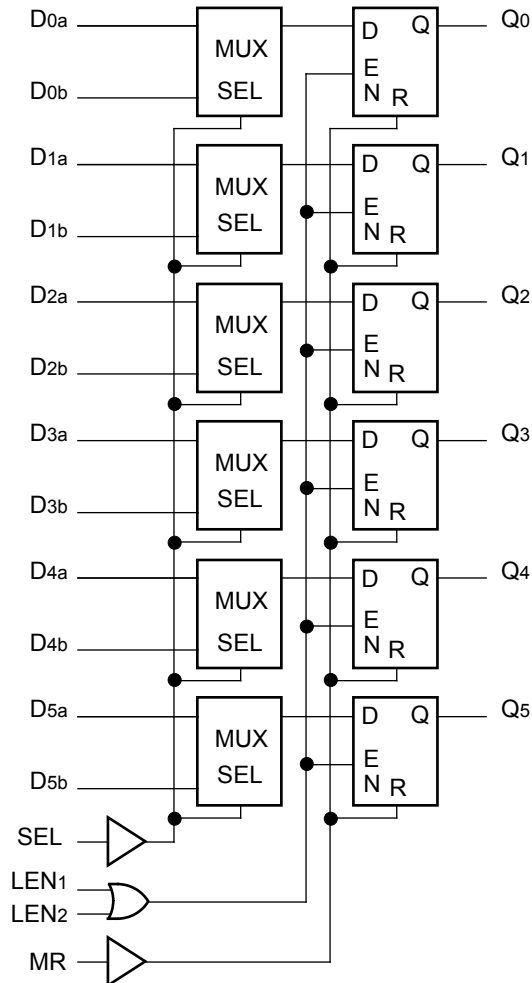 D0a
MUX
SEL
D
Q
Q0
E
N
R
D0b
D1a
MUX
SEL
D
Q
Q1
E
N
R
D1b
D2a
MUX
SEL
D
Q
Q2
E
N
R
D2b
D3a
MUX
SEL
D
Q
Q3
E
N
R
D3b
D4a
MUX
SEL
D
Q
Q4
E
N
R
D4b
D5a
MUX
SEL
D
Q
Q5
E
N
R
D5b
SEL
LEN1
LEN2
MR